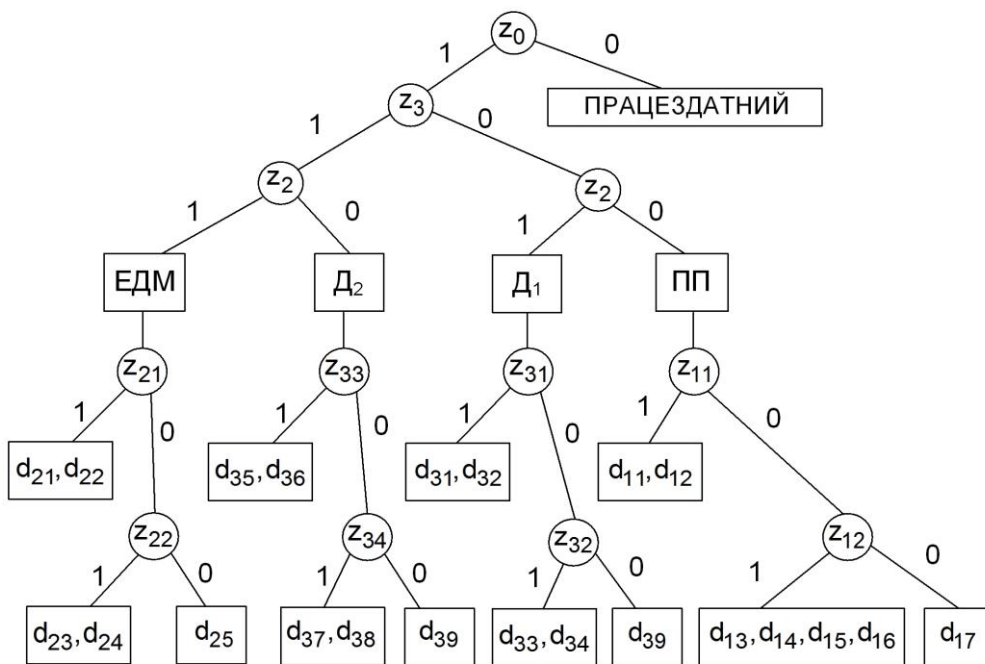 z0
1 0
z3 ПРАЦЕЗДАТНИЙ
1 0
z2 z2
1 0 1 0
ЕДМ Д2 Д1 ПП
z21 z33 z31 z11
1 0 1 0 1 0 1 0
d21,d22 d35,d36 d31,d32 d11,d12
z22 z34 z32 z12
1 0 1 0 1 0 1 0
d23,d24 d25 d37,d38 d39 d33,d34 d39 d13,d14,d15,d16 d17